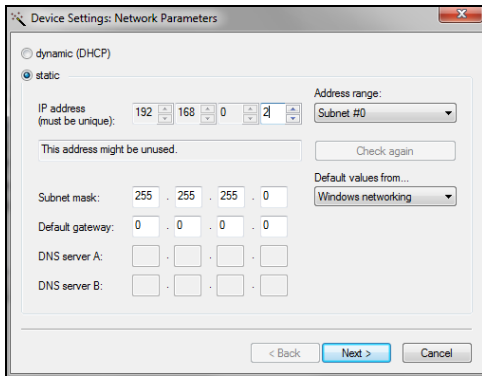 Device Settings: Network Parameters
dynamic (DHCP)
static
Address range:
IP address
(must be unique):
192 168 0 2
Subnet #0
This address might be unused.
Check again
Default values from...
Subnet mask:
255 . 255 . 255 . 0
Windows networking
Default gateway:
0 . 0 . 0 . 0
DNS server A:
. . .
DNS server B:
. . .
< Back
Next >
Cancel